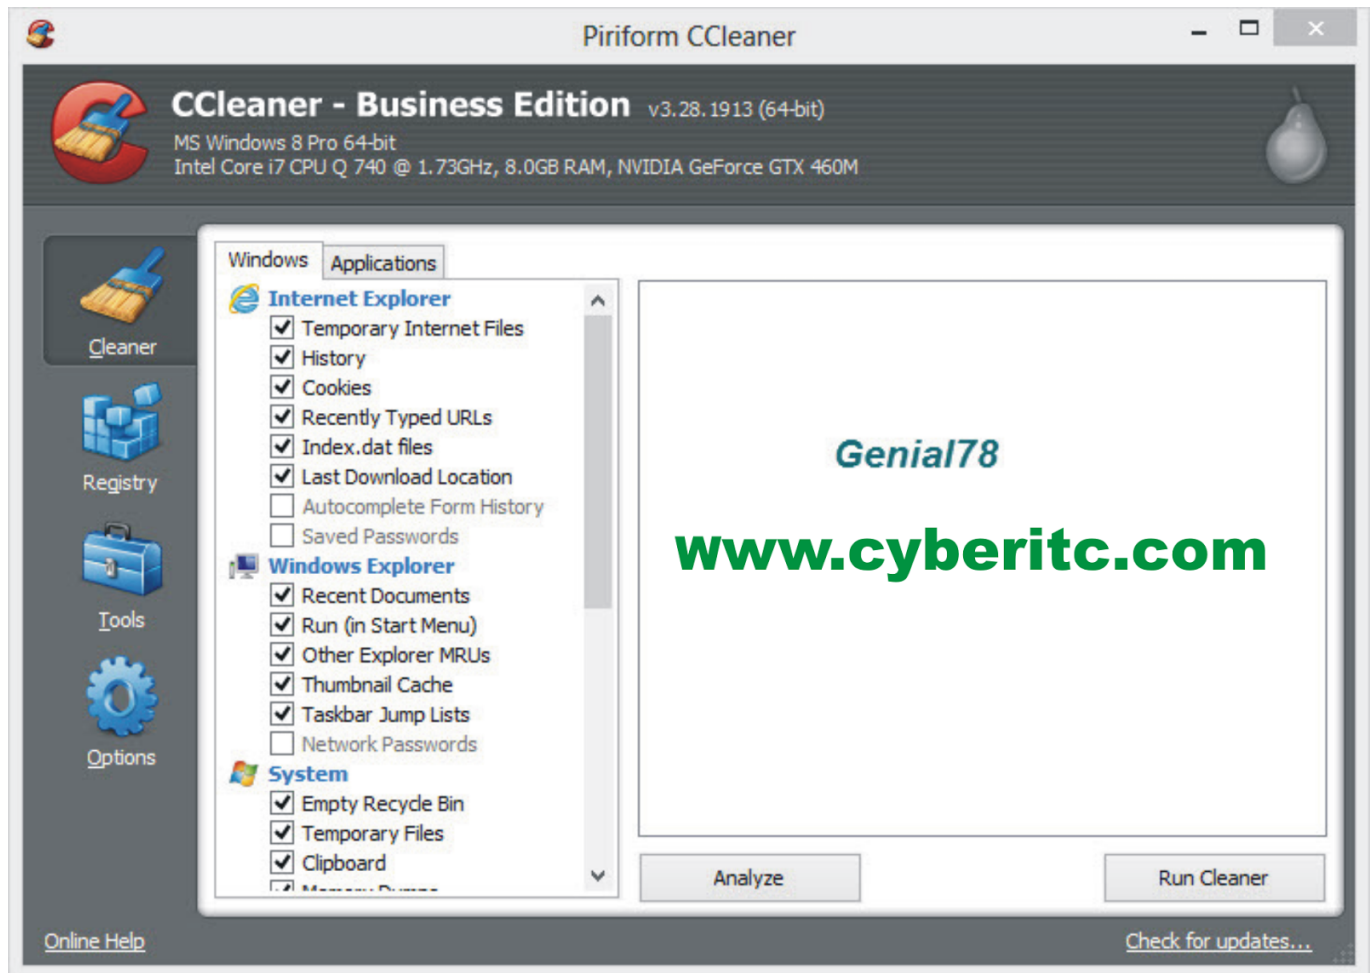 Piriform CCleaner
CCleaner - Business Edition v3.28.1913 (64-bit)
MS Windows 8 Pro 64-bit
Intel Core i7 CPU Q 740 @ 1.73GHz, 8.0GB RAM, NVIDIA GeForce GTX 460M
Cleaner
Registry
Tools
Options
Windows
Applications
Internet Explorer
Temporary Internet Files
History
Cookies
Recently Typed URLs
Index.dat files
Last Download Location
Autocomplete Form History
Saved Passwords
Windows Explorer
Recent Documents
Run (in Start Menu)
Other Explorer MRUs
Thumbnail Cache
Taskbar Jump Lists
Network Passwords
System
Empty Recycle Bin
Temporary Files
Clipboard
Memory Dumps
Genial78
www.cyberitc.com
Analyze
Run Cleaner
Online Help
Check for updates...